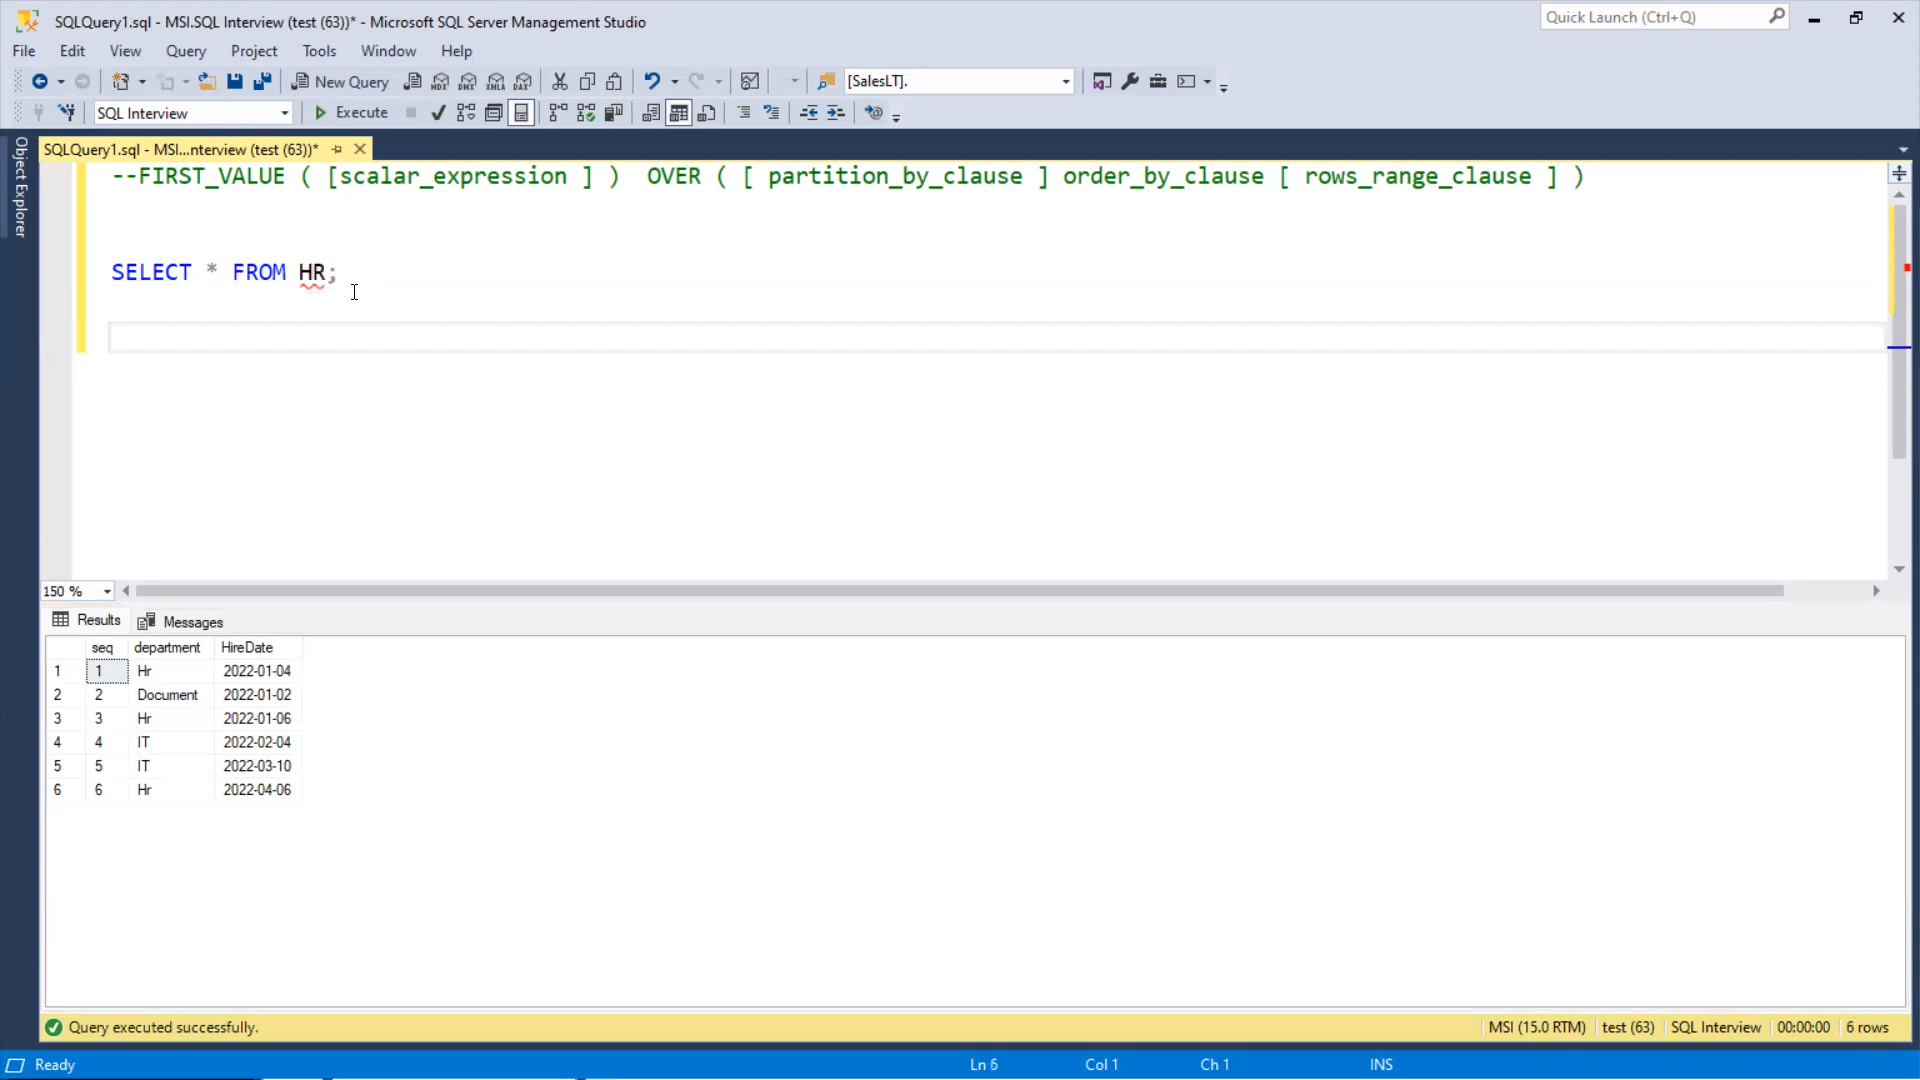 SQLQuery1.sql - MSI.SQL Interview (test (63))* - Microsoft SQL Server Management Studio
Quick Launch (Ctrl+Q)
File Edit View Query Project Tools Window Help
New Query MDX DMX XMLA DAX [SalesLT].
SQL Interview Execute
Object Explorer
SQLQuery1.sql - MSI...nterview (test (63))*
--FIRST_VALUE ( [scalar_expression ] )  OVER ( [ partition_by_clause ] order_by_clause [ rows_range_clause ] )
SELECT * FROM HR;
150 %
Results Messages
seq department HireDate
1 1 Hr 2022-01-04
2 2 Document 2022-01-02
3 3 Hr 2022-01-06
4 4 IT 2022-02-04
5 5 IT 2022-03-10
6 6 Hr 2022-04-06
Query executed successfully. MSI (15.0 RTM) test (63) SQL Interview 00:00:00 6 rows
Ready Ln 6 Col 1 Ch 1 INS